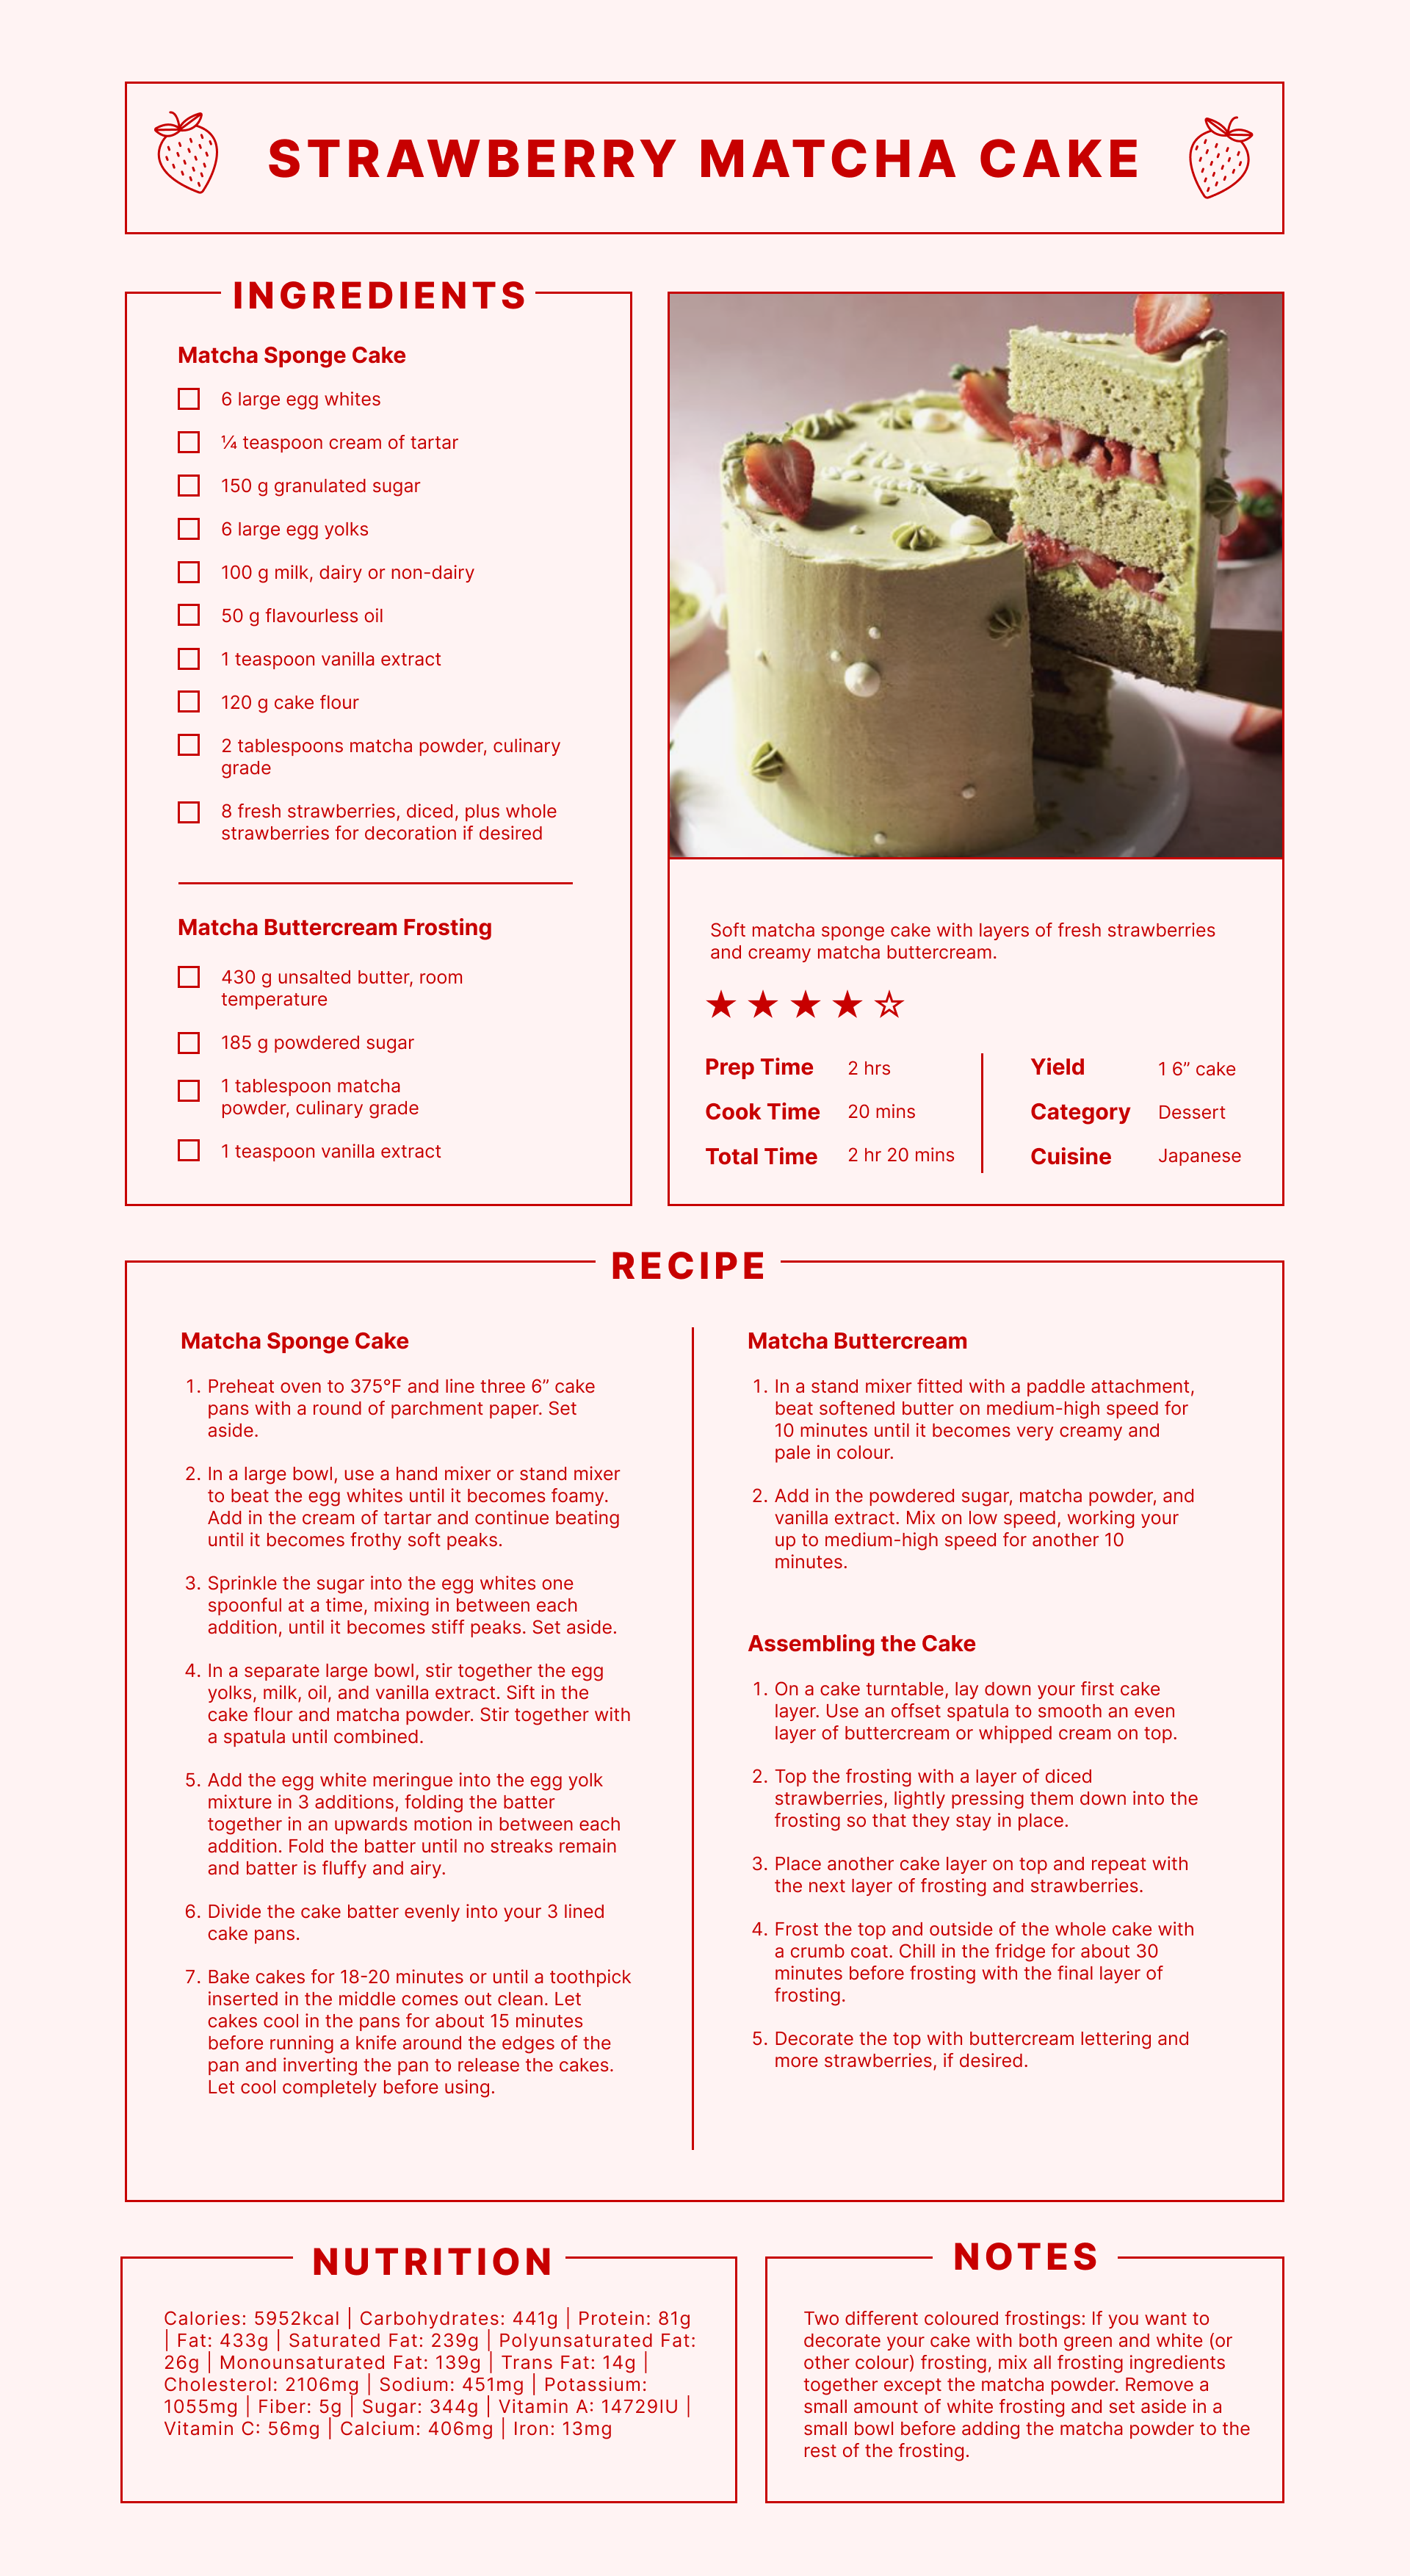 STRAWBERRY MATCHA CAKE
INGREDIENTS
Matcha Sponge Cake
6 large egg whites
¼ teaspoon cream of tartar
150 g granulated sugar
6 large egg yolks
100 g milk, dairy or non-dairy
50 g flavourless oil
1 teaspoon vanilla extract
120 g cake flour
2 tablespoons matcha powder, culinary
grade
8 fresh strawberries, diced, plus whole
strawberries for decoration if desired
Matcha Buttercream Frosting
430 g unsalted butter, room
temperature
185 g powdered sugar
1 tablespoon matcha
powder, culinary grade
1 teaspoon vanilla extract
Soft matcha sponge cake with layers of fresh strawberries
and creamy matcha buttercream.
Prep Time 2 hrs
Cook Time 20 mins
Total Time 2 hr 20 mins
Yield 1 6” cake
Category Dessert
Cuisine Japanese
RECIPE
Matcha Sponge Cake
1. Preheat oven to 375°F and line three 6” cake
pans with a round of parchment paper. Set
aside.
2. In a large bowl, use a hand mixer or stand mixer
to beat the egg whites until it becomes foamy.
Add in the cream of tartar and continue beating
until it becomes frothy soft peaks.
3. Sprinkle the sugar into the egg whites one
spoonful at a time, mixing in between each
addition, until it becomes stiff peaks. Set aside.
4. In a separate large bowl, stir together the egg
yolks, milk, oil, and vanilla extract. Sift in the
cake flour and matcha powder. Stir together with
a spatula until combined.
5. Add the egg white meringue into the egg yolk
mixture in 3 additions, folding the batter
together in an upwards motion in between each
addition. Fold the batter until no streaks remain
and batter is fluffy and airy.
6. Divide the cake batter evenly into your 3 lined
cake pans.
7. Bake cakes for 18-20 minutes or until a toothpick
inserted in the middle comes out clean. Let
cakes cool in the pans for about 15 minutes
before running a knife around the edges of the
pan and inverting the pan to release the cakes.
Let cool completely before using.
Matcha Buttercream
1. In a stand mixer fitted with a paddle attachment,
beat softened butter on medium-high speed for
10 minutes until it becomes very creamy and
pale in colour.
2. Add in the powdered sugar, matcha powder, and
vanilla extract. Mix on low speed, working your
up to medium-high speed for another 10
minutes.
Assembling the Cake
1. On a cake turntable, lay down your first cake
layer. Use an offset spatula to smooth an even
layer of buttercream or whipped cream on top.
2. Top the frosting with a layer of diced
strawberries, lightly pressing them down into the
frosting so that they stay in place.
3. Place another cake layer on top and repeat with
the next layer of frosting and strawberries.
4. Frost the top and outside of the whole cake with
a crumb coat. Chill in the fridge for about 30
minutes before frosting with the final layer of
frosting.
5. Decorate the top with buttercream lettering and
more strawberries, if desired.
NUTRITION
Calories: 5952kcal | Carbohydrates: 441g | Protein: 81g
| Fat: 433g | Saturated Fat: 239g | Polyunsaturated Fat:
26g | Monounsaturated Fat: 139g | Trans Fat: 14g |
Cholesterol: 2106mg | Sodium: 451mg | Potassium:
1055mg | Fiber: 5g | Sugar: 344g | Vitamin A: 14729IU |
Vitamin C: 56mg | Calcium: 406mg | Iron: 13mg
NOTES
Two different coloured frostings: If you want to
decorate your cake with both green and white (or
other colour) frosting, mix all frosting ingredients
together except the matcha powder. Remove a
small amount of white frosting and set aside in a
small bowl before adding the matcha powder to the
rest of the frosting.